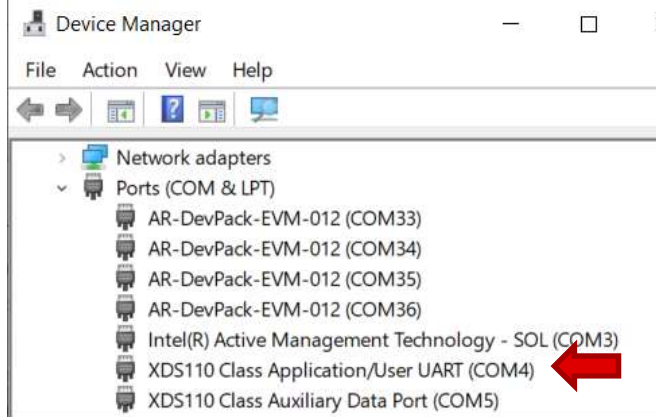 Device Manager
File Action View Help
Network adapters
Ports (COM & LPT)
AR-DevPack-EVM-012 (COM33)
AR-DevPack-EVM-012 (COM34)
AR-DevPack-EVM-012 (COM35)
AR-DevPack-EVM-012 (COM36)
Intel(R) Active Management Technology - SOL (COM3)
XDS110 Class Application/User UART (COM4)
XDS110 Class Auxiliary Data Port (COM5)